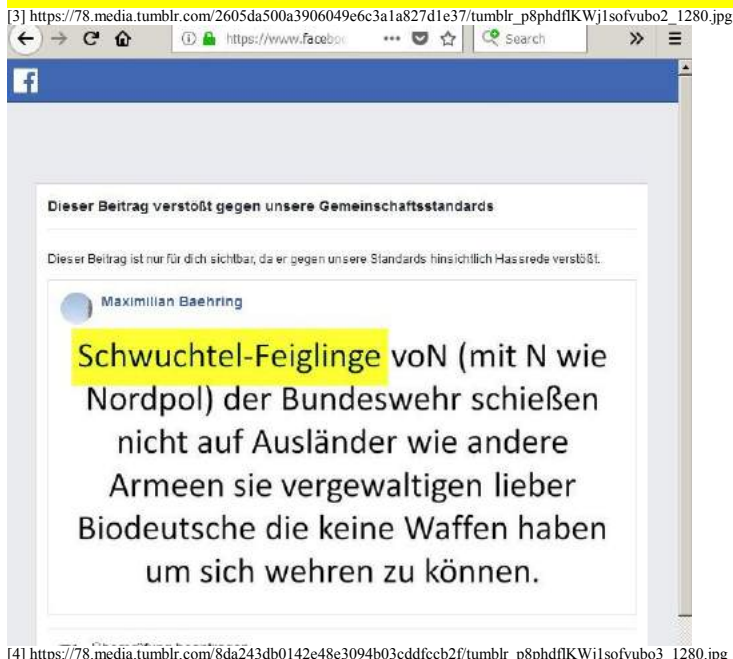 [3] https://78.media.tumblr.com/2605da500a3906049e6c3a1a827d1e37/tumblr_p8phdflKWj1sofvubo2_1280.jpg
https://www.faceboo
Search
Dieser Beitrag verstößt gegen unsere Gemeinschaftsstandards
Dieser Beitrag ist nur für dich sichtbar, da er gegen unsere Standards hinsichtlich Hassrede verstößt.
Maximilian Baehring
Schwuchtel-Feiglinge voN (mit N wie
Nordpol) der Bundeswehr schießen
nicht auf Ausländer wie andere
Armeen sie vergewaltigen lieber
Biodeutsche die keine Waffen haben
um sich wehren zu können.
[4] https://78.media.tumblr.com/8da243db0142e48e3094b03cddfccb2f/tumblr_p8phdflKWj1sofvubo3_1280.jpg